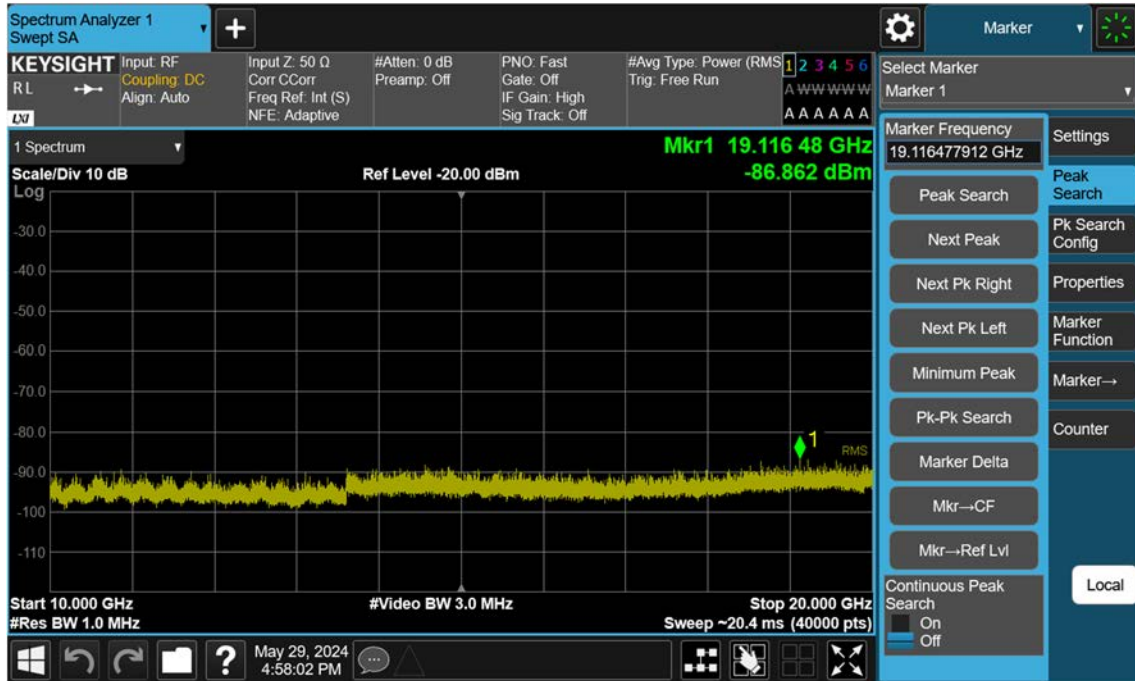 Spectrum Analyzer 1
Swept SA
Marker
KEYSIGHT
R L
LXI
Input: RF
Coupling: DC
Align: Auto
Input Z: 50 Ω
Corr CCorr
Freq Ref: Int (S)
NFE: Adaptive
#Atten: 0 dB
Preamp: Off
PNO: Fast
Gate: Off
IF Gain: High
Sig Track: Off
#Avg Type: Power (RMS
Trig: Free Run
1 2 3 4 5 6
A W W W W W
A A A A A A
Select Marker
Marker 1
1 Spectrum
Mkr1 19.116 48 GHz
-86.862 dBm
Scale/Div 10 dB
Ref Level -20.00 dBm
Log
-30.0
-40.0
-50.0
-60.0
-70.0
-80.0
-90.0
-100
-110
1
RMS
Start 10.000 GHz
#Video BW 3.0 MHz
Stop 20.000 GHz
#Res BW 1.0 MHz
Sweep ~20.4 ms (40000 pts)
Marker Frequency
19.116477912 GHz
Peak Search
Next Peak
Next Pk Right
Next Pk Left
Minimum Peak
Pk-Pk Search
Marker Delta
Mkr→CF
Mkr→Ref Lvl
Continuous Peak
Search
On
Off
Settings
Peak
Search
Pk Search
Config
Properties
Marker
Function
Marker→
Counter
Local
?
May 29, 2024
4:58:02 PM